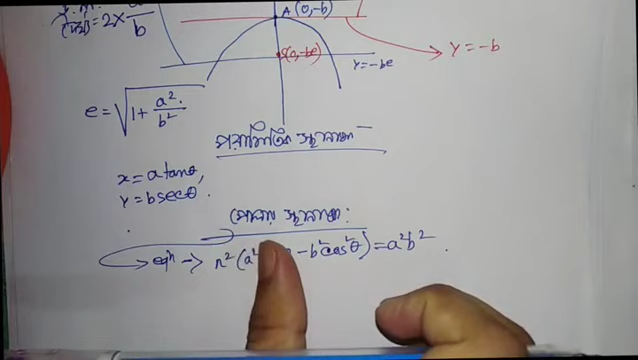 A (0,-b)
(দৈর্ঘ্য) = 2x
b
Y = -b
S(0,-be)
Y = -be
e = √1 + a²/b²
পরামিতিক সমীকরণ
x = a tanθ,
Y = b secθ.
পোলার সমীকরণ:
eqⁿ → r²(a² - b²cos²θ) = a²b².